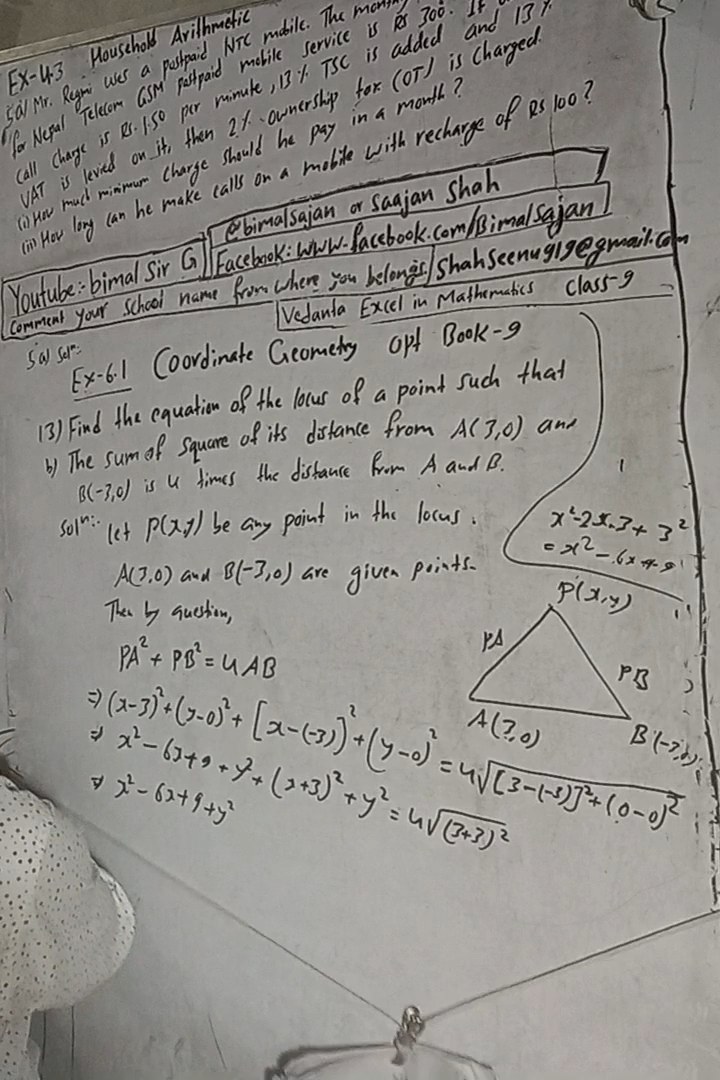 Ex-4.3 Household Arithmetic
5a) Mr. Regmi uses a postpaid NTC mobile. The
for Nepal Telecom GSM postpaid mobile service is Rs 300. If
call charge is Rs. 1.50 per minute, 13% TSC is added and 13%
VAT is levied on it, then 2% ownership tax (OT) is charged.
(i) How much minimum charge should he pay in a month?
(ii) How long can he make calls on a mobile with recharge of Rs 100?
@bimalsajan or Saajan Shah
Youtube:- bimal Sir G Facebook: www.facebook.com/Bimalsajan
Comment your school name from where you belongs. Shahseenu919@gmail.com
Vedanta Excel in Mathematics Class-9
5a) Solⁿ:
Ex-6.1 Coordinate Geometry Opt Book-9
13) Find the equation of the locus of a point such that
b) The sum of square of its distance from A(3,0) and
B(-3,0) is 4 times the distance from A and B.
Solⁿ:- let P(x,y) be any point in the locus.
x²-2x.3+3²
= x²-6x+9
A(3,0) and B(-3,0) are given points.
Then by question,
P(x,y)
PA² + PB² = 4AB
PA
PB
A(3,0)
B(-3,0)
⇒ (x-3)²+(y-0)²+[x-(-3)]²+(y-0)² = 4√[3-(-3)]²+(0-0)²
⇒ x²-6x+9+y²+(x+3)²+y² = 4√(3+3)²
⇒ x²-6x+9+y²